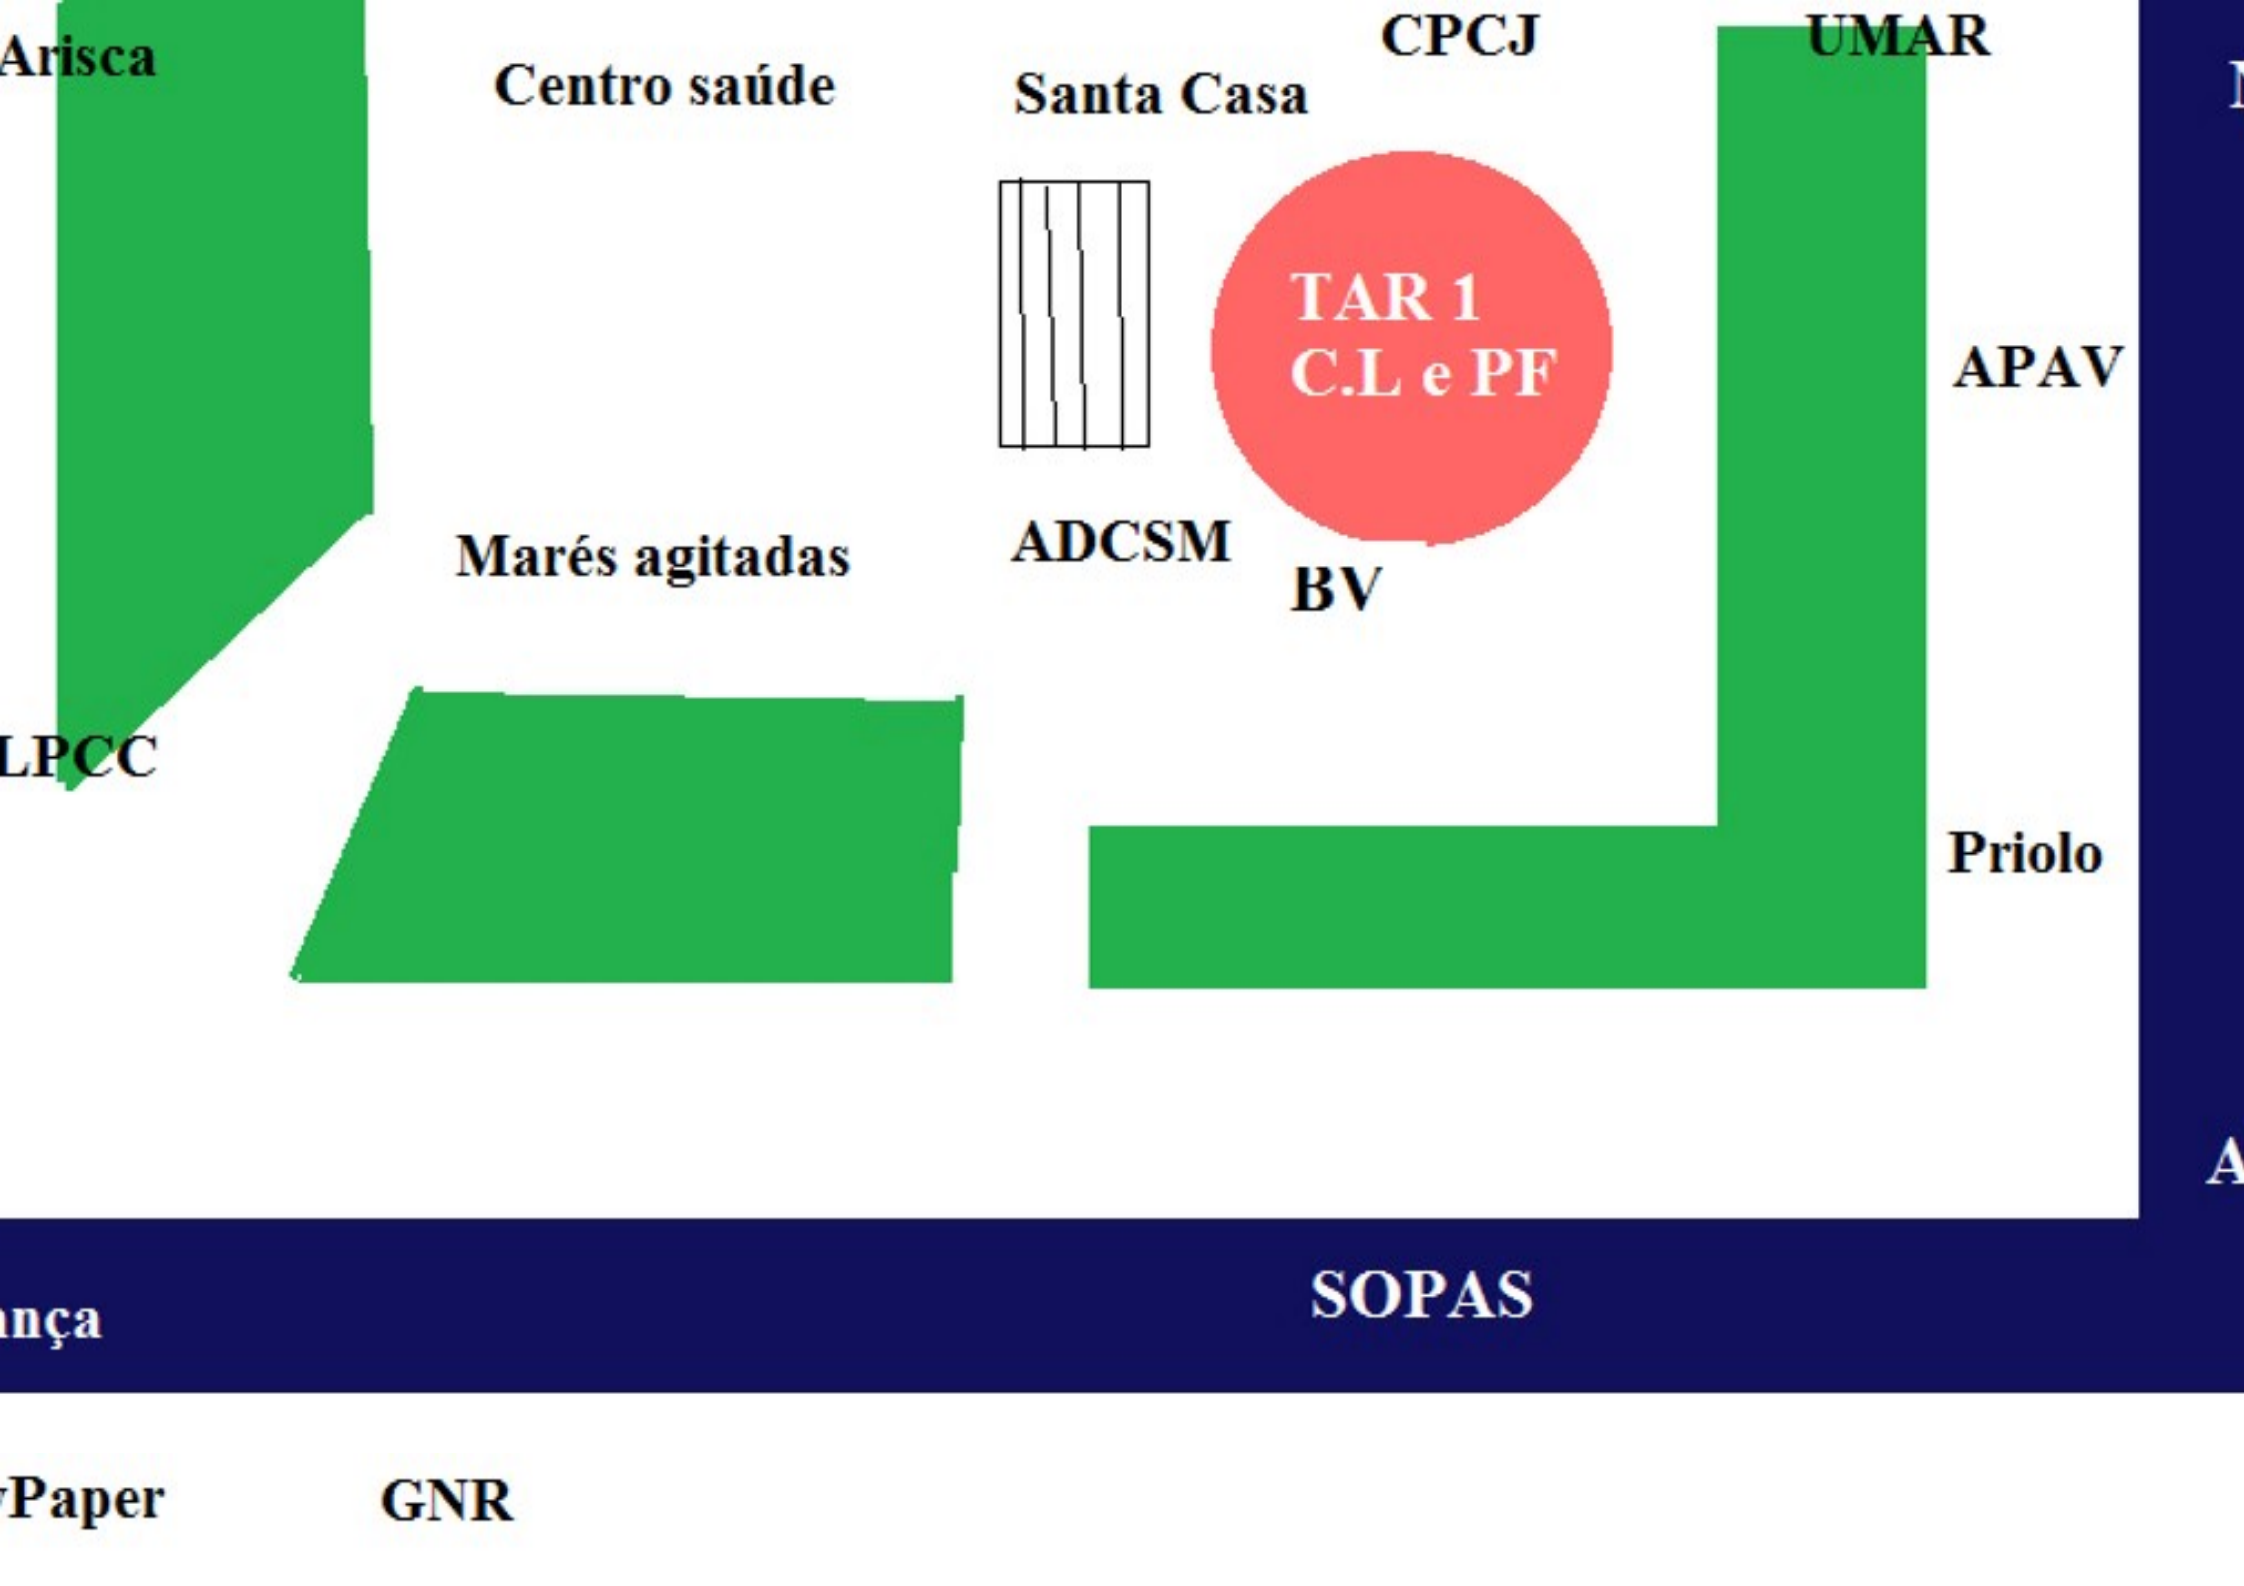 CPCJ
UMAR
Arisca
Centro saúde
Santa Casa
TAR 1
C.L e PF
APAV
Marés agitadas
ADCSM
BV
LPCC
Priolo
SOPAS
GNR